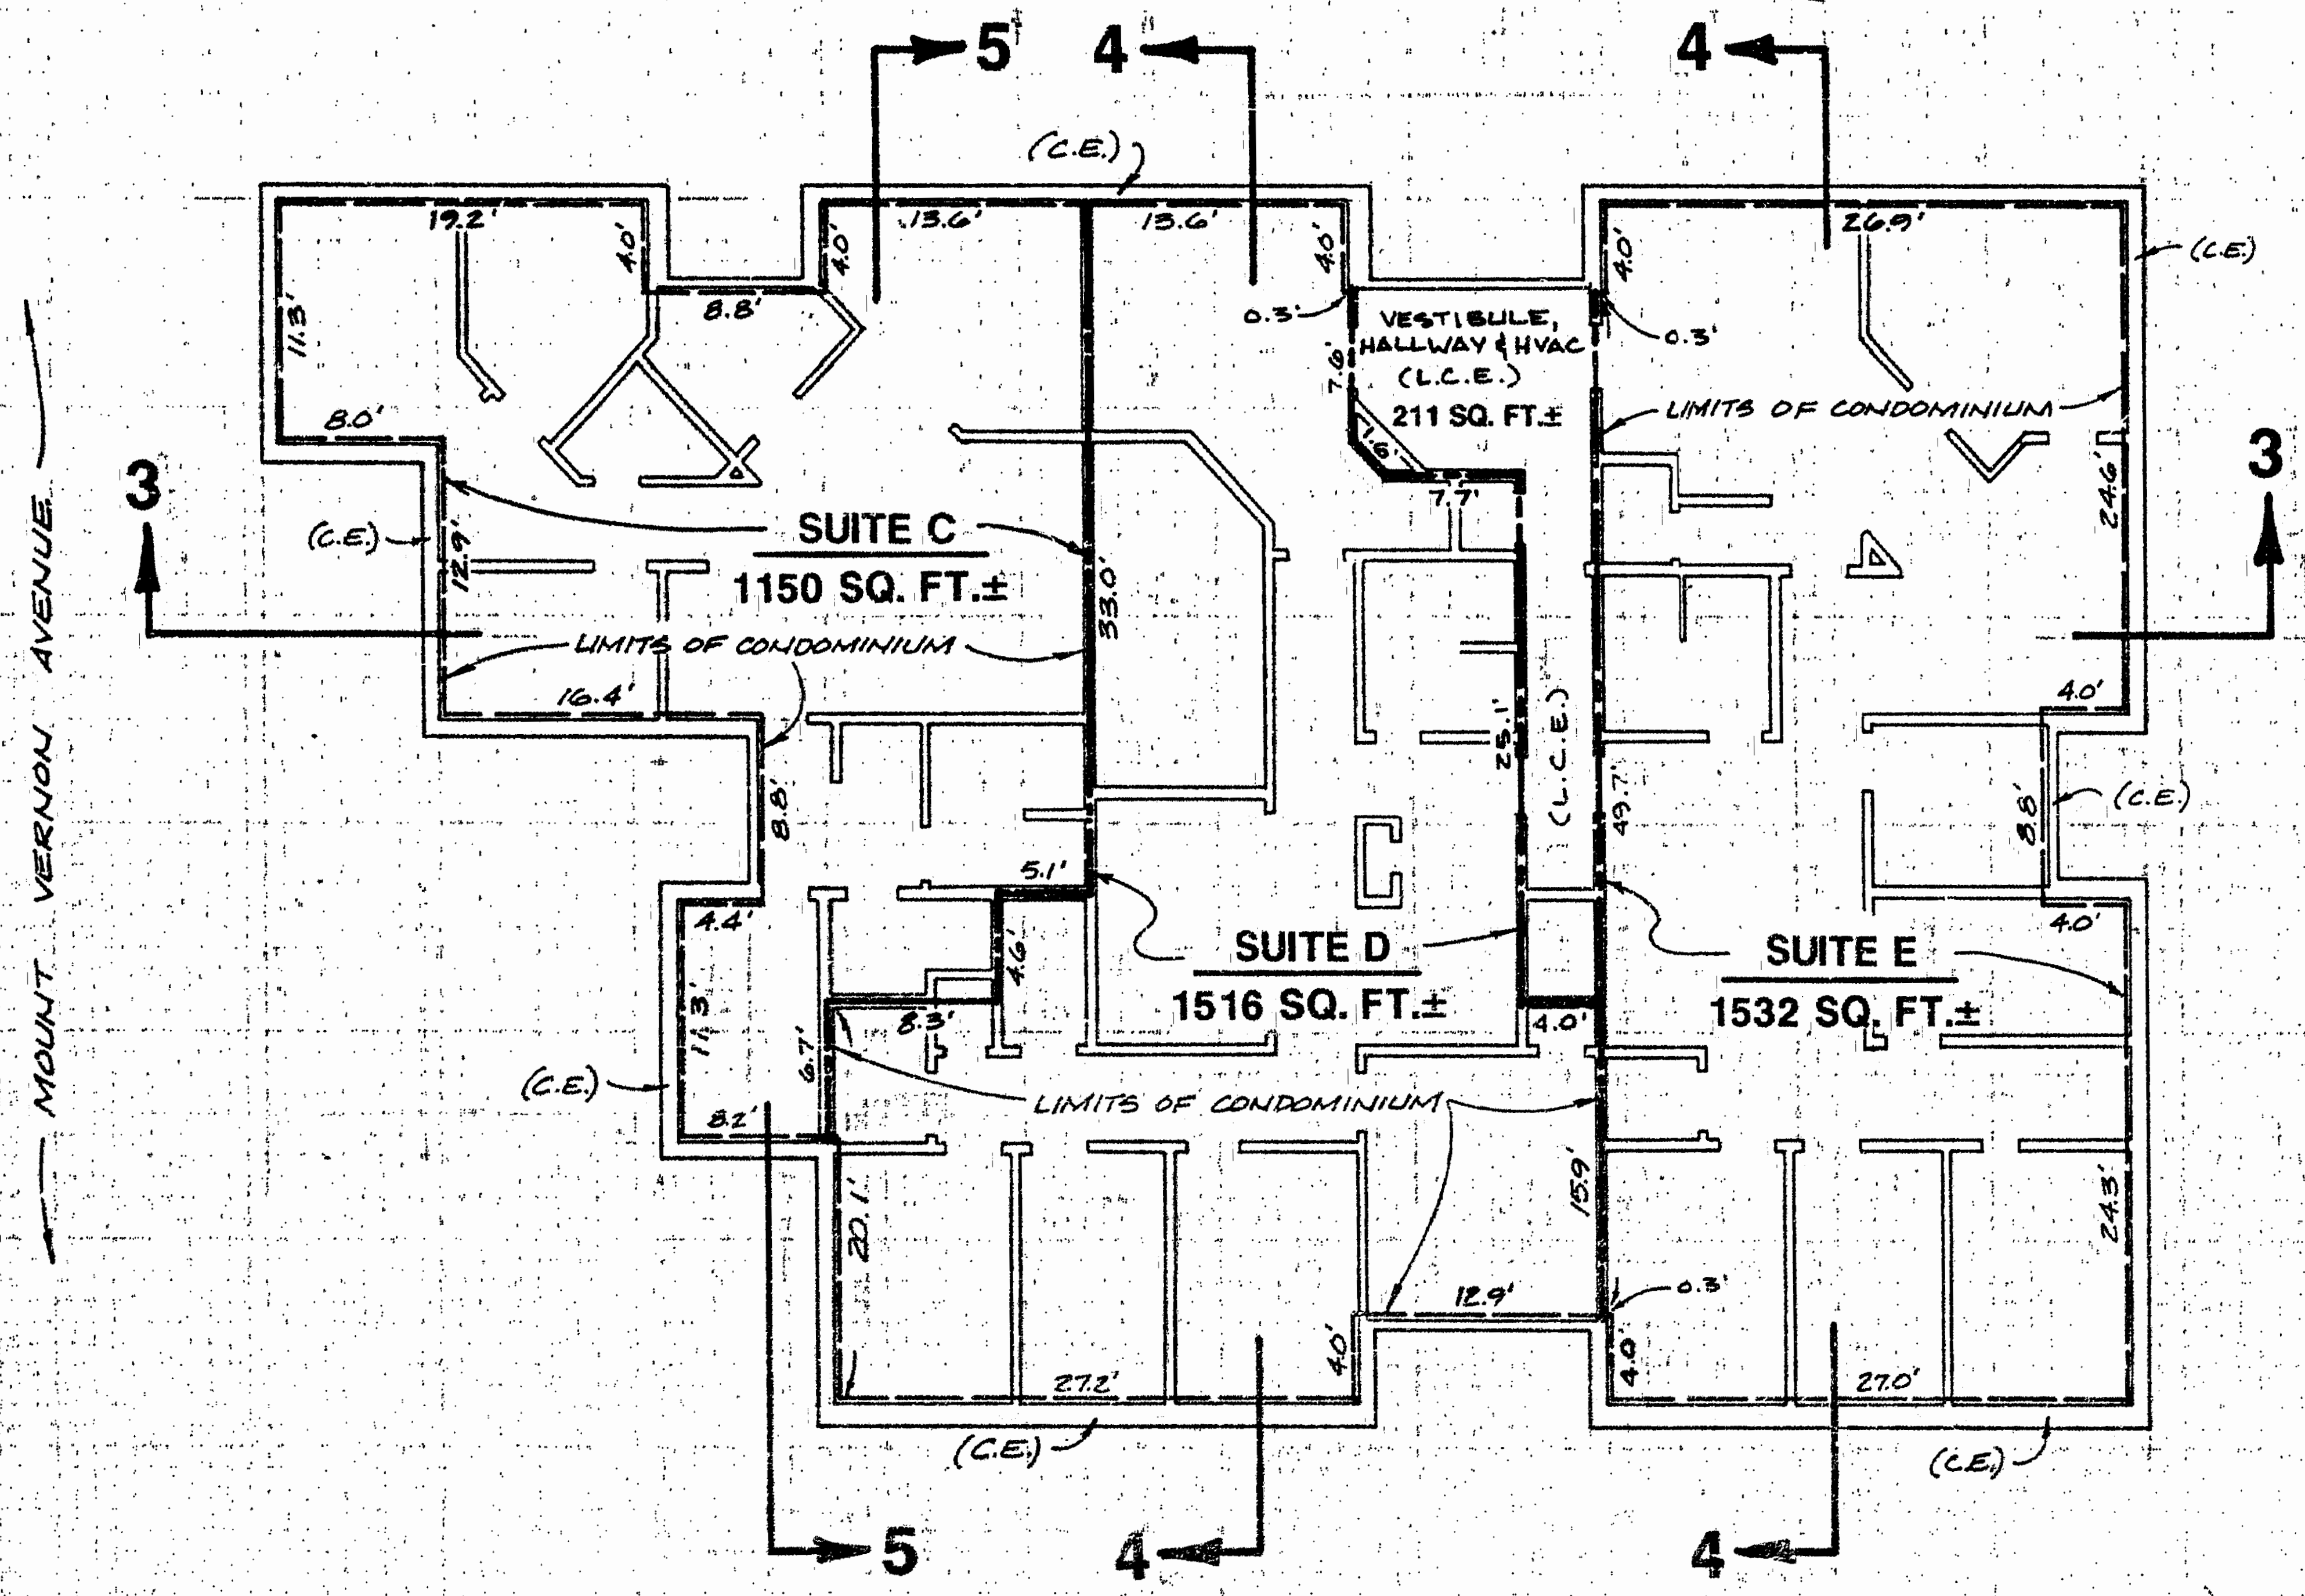 5
4
4
(C.E.)
19.2'
4.0'
4.0'
13.6'
13.6'
4.0'
4.0'
26.9'
(C.E.)
8.8'
0.3'
0.3'
11.3'
VESTIBULE,
HALLWAY & HVAC
(L.C.E.)
211 SQ. FT.±
7.6'
1.6'
7.7'
8.0'
LIMITS OF CONDOMINIUM
3
3
24.6'
(C.E.)
12.9'
SUITE C
1150 SQ. FT.±
33.0'
LIMITS OF CONDOMINIUM
16.4'
4.0'
25.1'
(L.C.E.)
49.7'
8.8'
8.8'
(C.E.)
MOUNT VERNON AVENUE
5.1'
4.4'
4.0'
4.6'
SUITE D
1516 SQ. FT.±
SUITE E
1532 SQ. FT.±
11.3'
8.3'
4.0'
6.7'
(C.E.)
8.2'
LIMITS OF CONDOMINIUM
20.1'
15.9'
24.3'
12.9'
0.3'
4.0'
4.0'
27.2'
27.0'
(C.E.)
(C.E.)
5
4
4